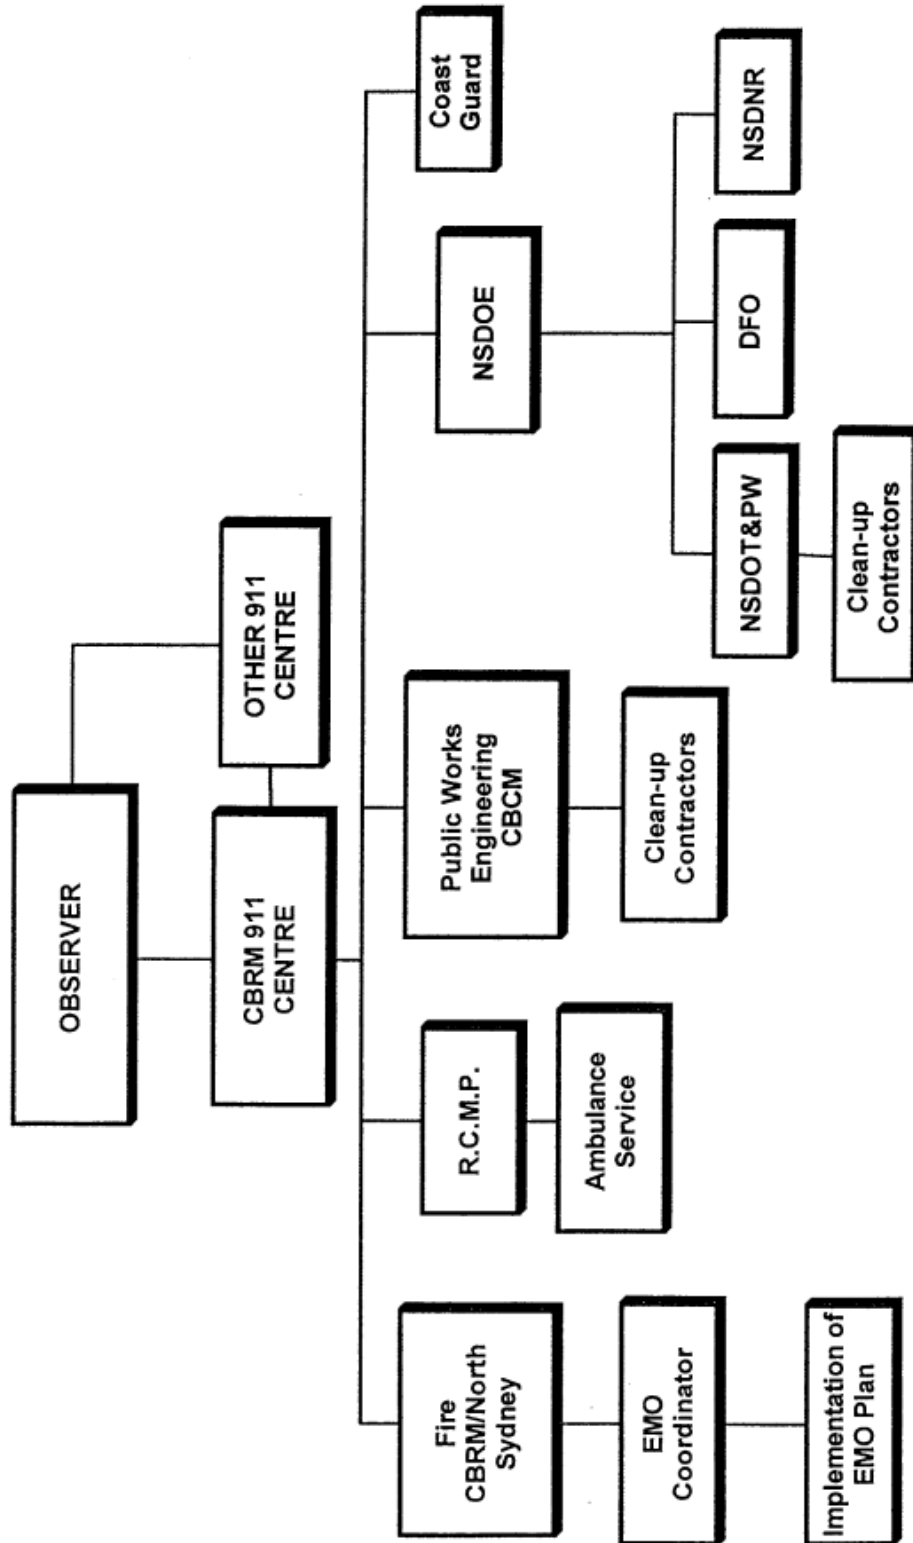 OBSERVER
CBRM 911
CENTRE
OTHER 911
CENTRE
Fire
CBRM/North
Sydney
R.C.M.P.
Public Works
Engineering
CBCM
NSDOE
Coast
Guard
EMO
Coordinator
Ambulance
Service
Clean-up
Contractors
NSDOT&PW
DFO
NSDNR
Implementation of
EMO Plan
Clean-up
Contractors